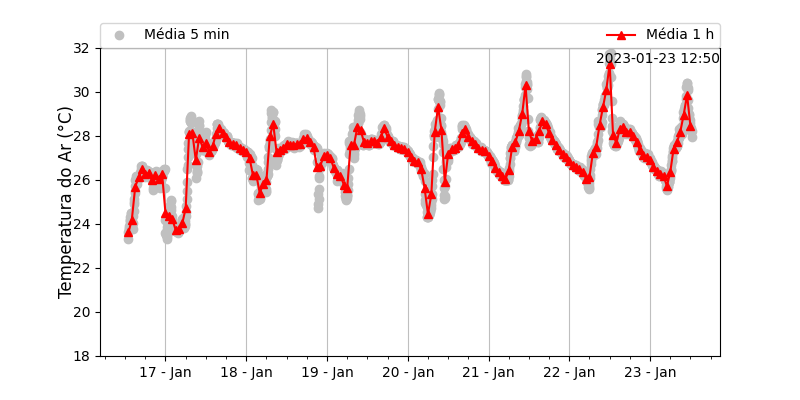 Média 5 min
Média 1 h
2023-01-23 12:50
Temperatura do Ar (°C)
32
30
28
26
24
22
20
18
17 - Jan
18 - Jan
19 - Jan
20 - Jan
21 - Jan
22 - Jan
23 - Jan